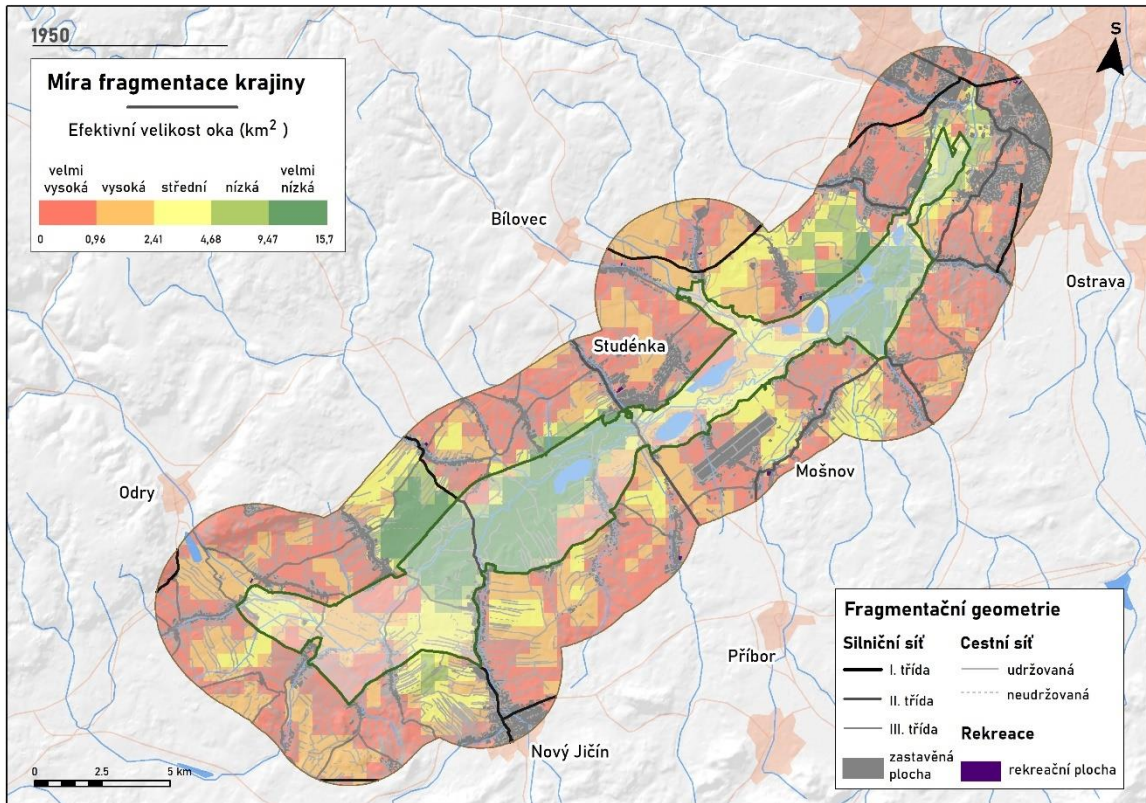 1950
Míra fragmentace krajiny
Efektivní velikost oka (km² )
velmi vysoká
vysoká
střední
nízká
velmi nízká
0 0,96 2,41 4,68 9,47 15,7
S
Bílovec
Ostrava
Studénka
Mošnov
Odry
Příbor
Nový Jičín
0 2.5 5 km
Fragmentační geometrie
Silniční síť
I. třída
II. třída
III. třída
zastavěná
plocha
Cestní síť
udržovaná
neudržovaná
Rekreace
rekreační plocha